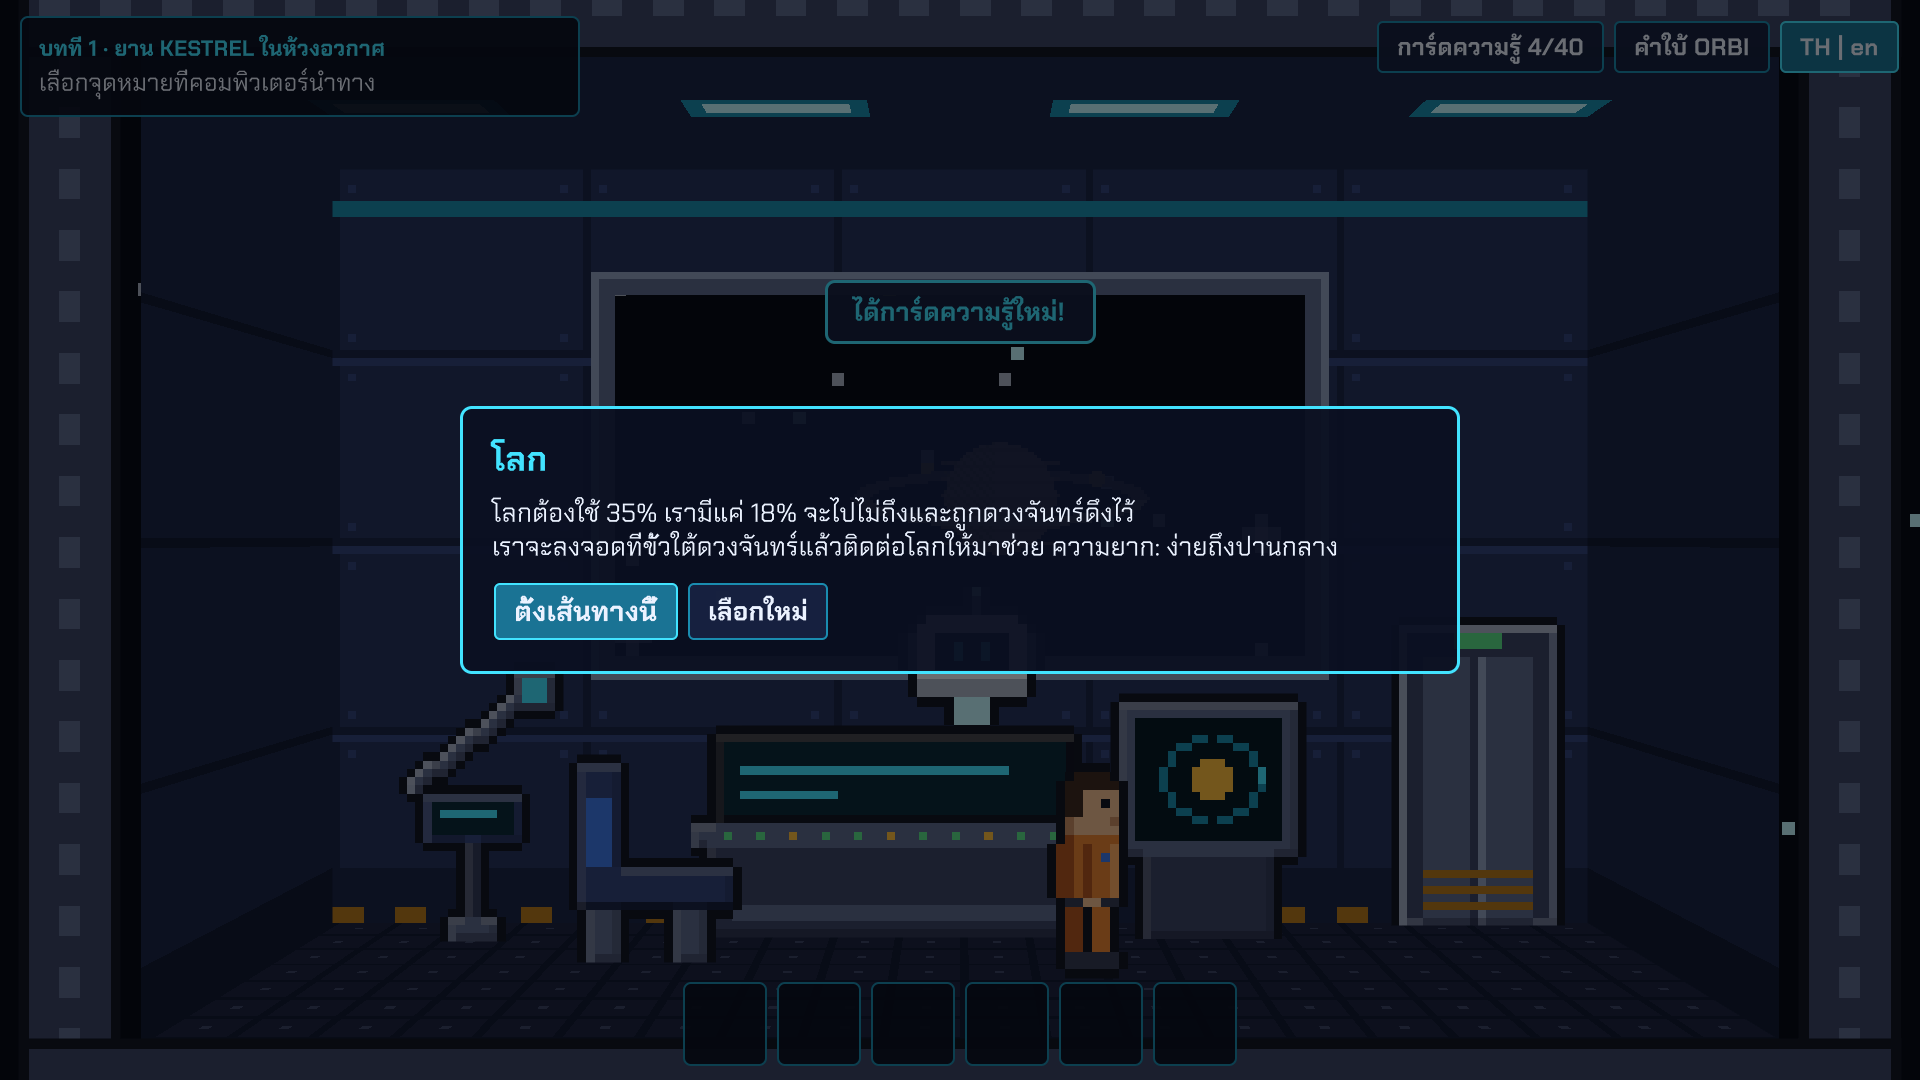 บทที่ 1 · ยาน KESTREL ในห้วงอวกาศ
เลือกจุดหมายที่คอมพิวเตอร์นำทาง
การ์ดความรู้ 4/40
คำใบ้ ORBI
TH | en
ได้การ์ดความรู้ใหม่!
โลก
โลกต้องใช้ 35% เรามีแค่ 18% จะไปไม่ถึงและถูกดวงจันทร์ดึงไว้
เราจะลงจอดที่ขั้วใต้ดวงจันทร์แล้วติดต่อโลกให้มาช่วย ความยาก: ง่ายถึงปานกลาง
ตั้งเส้นทางนี้
เลือกใหม่